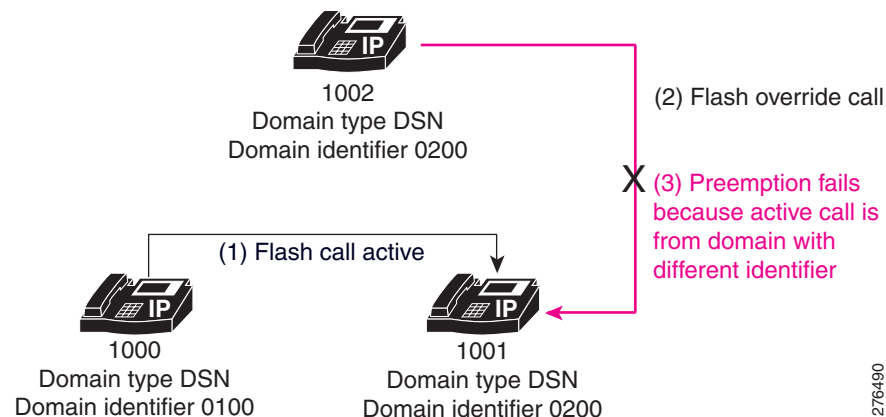 IP
1002
Domain type DSN
Domain identifier 0200
(2) Flash override call
X
(3) Preemption fails
because active call is
from domain with
different identifier
(1) Flash call active
IP
1000
Domain type DSN
Domain identifier 0100
IP
1001
Domain type DSN
Domain identifier 0200
276490